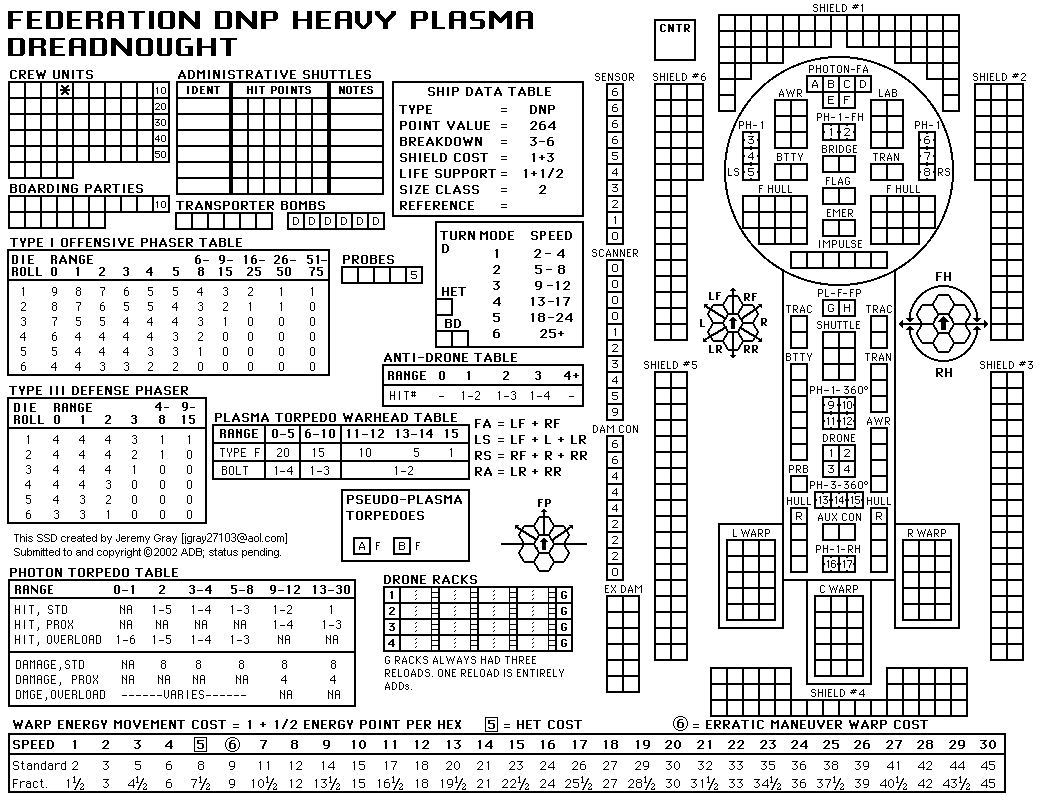 FEDERATION DNP HEAVY PLASMA
DREADNOUGHT
CREW UNITS
*
10
20
30
40
50
BOARDING PARTIES
10
ADMINISTRATIVE SHUTTLES
IDENT HIT POINTS NOTES
TRANSPORTER BOMBS
D D D D D D
SHIP DATA TABLE
TYPE = DNP
POINT VALUE = 264
BREAKDOWN = 3-6
SHIELD COST = 1+3
LIFE SUPPORT = 1+1/2
SIZE CLASS = 2
REFERENCE =
TYPE I OFFENSIVE PHASER TABLE
DIE RANGE 6- 9- 16- 26- 51-
ROLL 0 1 2 3 4 5 8 15 25 50 75
1 9 8 7 6 5 5 4 3 2 1 1
2 8 7 6 5 5 4 3 2 1 1 0
3 7 5 5 4 4 4 3 1 0 0 0
4 6 4 4 4 4 3 2 0 0 0 0
5 5 4 4 4 3 3 1 0 0 0 0
6 4 4 3 3 2 2 0 0 0 0 0
PROBES
5
TURN MODE SPEED
D 1 2-4
2 5-8
HET 3 9-12
4 13-17
BD 5 18-24
6 25+
ANTI-DRONE TABLE
RANGE 0 1 2 3 4+
HIT# - 1-2 1-3 1-4 -
TYPE III DEFENSE PHASER
DIE RANGE 4- 9-
ROLL 0 1 2 3 8 15
1 4 4 4 3 1 1
2 4 4 4 2 1 0
3 4 4 4 1 0 0
4 4 4 3 0 0 0
5 4 3 2 0 0 0
6 3 3 1 0 0 0
PLASMA TORPEDO WARHEAD TABLE
RANGE 0-5 6-10 11-12 13-14 15
TYPE F 20 15 10 5 1
BOLT 1-4 1-3 1-2
FA = LF + RF
LS = LF + L + LR
RS = RF + R + RR
RA = LR + RR
PSEUDO-PLASMA
TORPEDOES
A F B F
FP
This SSD created by Jeremy Gray [jgray27103@aol.com]
Submitted to and copyright ©2002 ADB; status pending.
PHOTON TORPEDO TABLE
RANGE 0-1 2 3-4 5-8 9-12 13-30
HIT, STD NA 1-5 1-4 1-3 1-2 1
HIT, PROX NA NA NA NA 1-4 1-3
HIT, OVERLOAD 1-6 1-5 1-4 1-3 NA NA
DAMAGE,STD NA 8 8 8 8 8
DAMAGE, PROX NA NA NA NA 4 4
DMGE,OVERLOAD ------VARIES------ NA NA
DRONE RACKS
1 G
2 G
3 G
4 G
G RACKS ALWAYS HAD THREE
RELOADS. ONE RELOAD IS ENTIRELY
ADDs.
SENSOR
6
6
6
6
5
4
3
2
1
0
SCANNER
0
0
0
0
1
2
3
4
5
9
DAM CON
6
6
4
4
4
2
2
2
0
EX DAM
CNTR
SHIELD #1
SHIELD #6
SHIELD #2
SHIELD #5
SHIELD #3
SHIELD #4
PHOTON-FA
A B C D
E F
AWR
LAB
PH-1-FH
1 2
PH-1
3
4
LS 5
PH-1
6
7
8 RS
BRIDGE
BTTY
TRAN
FLAG
F HULL
F HULL
EMER
IMPULSE
PL-F-FP
G H
TRAC
TRAC
SHUTTLE
BTTY
TRAN
PH-1-360°
9 10
11 12
AWR
DRONE
1 2
3 4
PRB
PH-3-360°
13 14 15
HULL
HULL
R
R
AUX CON
PH-1-RH
16 17
L WARP
R WARP
C WARP
LF RF
L R
LR RR
FH
RH
WARP ENERGY MOVEMENT COST = 1 + 1/2 ENERGY POINT PER HEX 5 = HET COST 6 = ERRATIC MANEUVER WARP COST
SPEED 1 2 3 4 5 6 7 8 9 10 11 12 13 14 15 16 17 18 19 20 21 22 23 24 25 26 27 28 29 30
Standard 2 3 5 6 8 9 11 12 14 15 17 18 20 21 23 24 26 27 29 30 32 33 35 36 38 39 41 42 44 45
Fract. 1½ 3 4½ 6 7½ 9 10½ 12 13½ 15 16½ 18 19½ 21 22½ 24 25½ 27 28½ 30 31½ 33 34½ 36 37½ 39 40½ 42 43½ 45